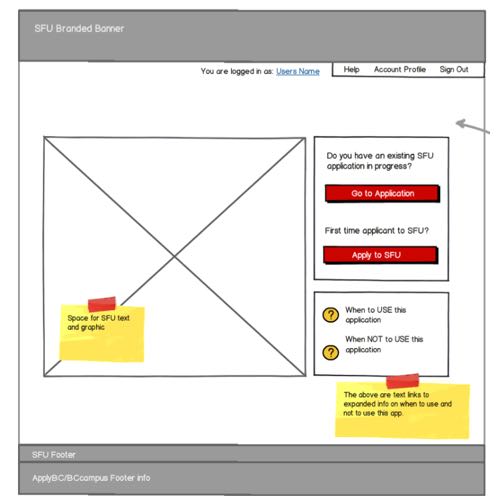 SFU Branded Banner
You are logged in as: Users Name
Help Account Profile Sign Out
Do you have an existing SFU
application in progress?
Go to Application
First time applicant to SFU?
Apply to SFU
Space for SFU text
and graphic
? When to USE this
application
? When NOT to USE this
application
The above are text links to
expanded info on when to use and
not to use this app.
SFU Footer
ApplyBC/BCcampus Footer info